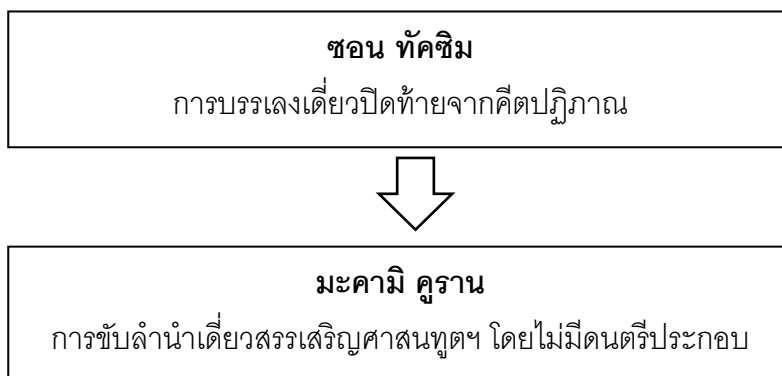 ซอน ทัคซิม
การบรรเลงเดี่ยวปิดท้ายจากคีตปฏิภาณ
มะคามิ คูราน
การขับลำนำเดี่ยวสรรเสริญศาสนทูตฯ โดยไม่มีดนตรีประกอบ